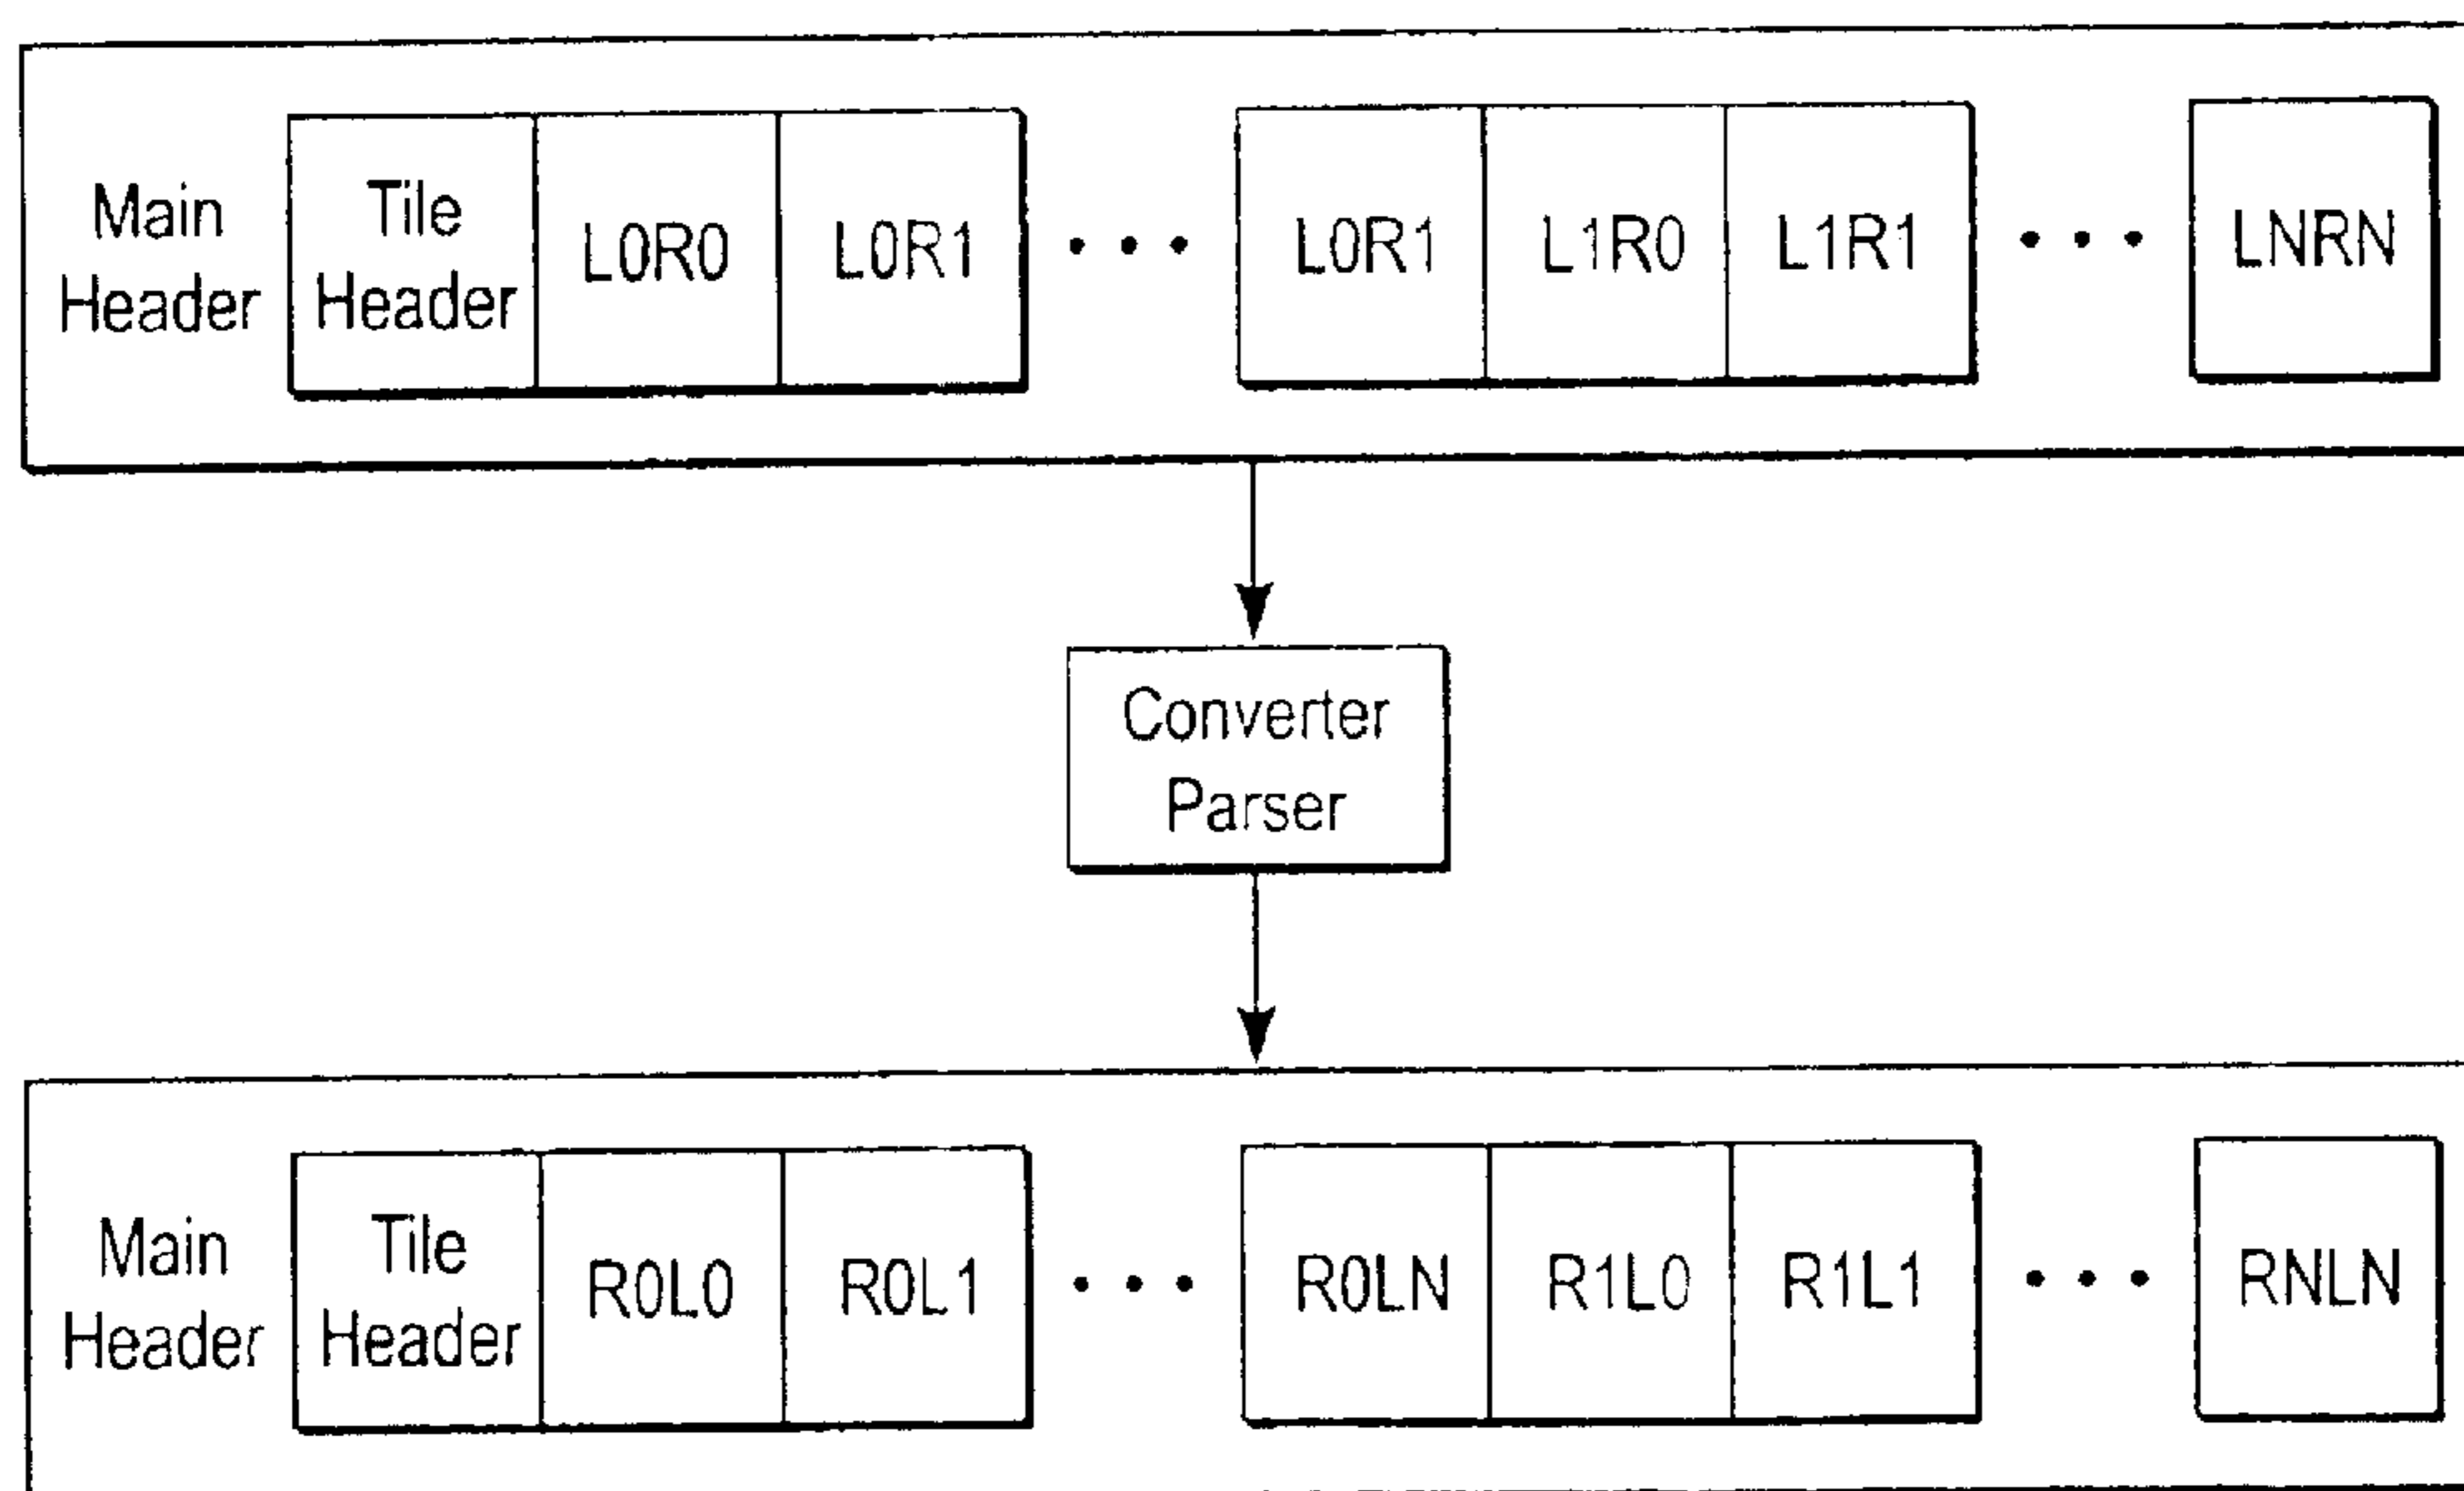 Main Header
Tile Header
L0R0
L0R1
• • •
L0R1
L1R0
L1R1
• • •
LNRN
Converter
Parser
Main Header
Tile Header
R0L0
R0L1
• • •
R0LN
R1L0
R1L1
• • •
RNLN